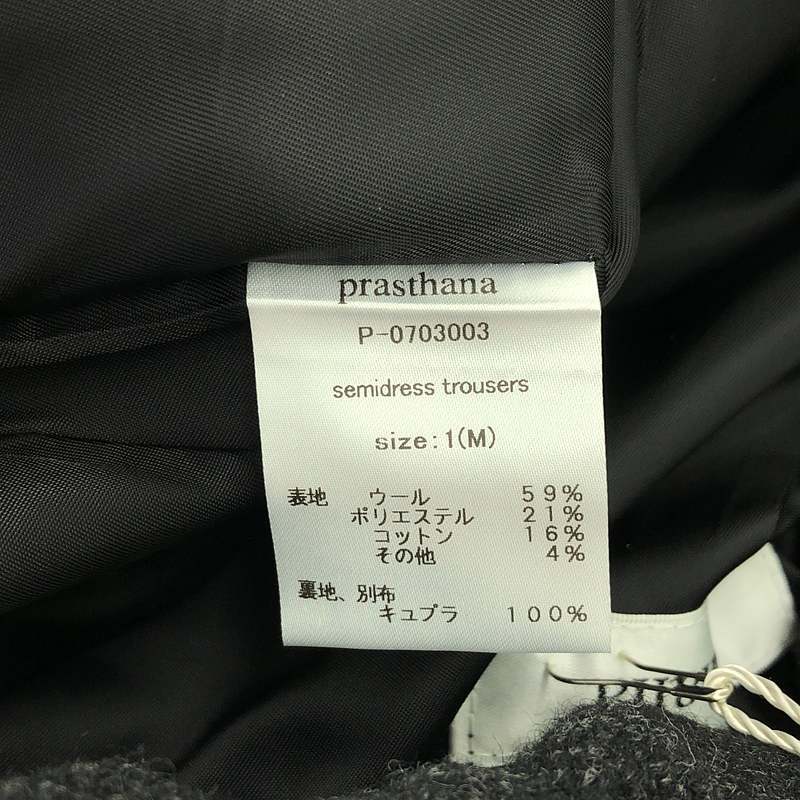 prasthana
P-0703003
semidress trousers
size:1(M)
表地 ウール 59%
ポリエステル 21%
コットン 16%
その他 4%
裏地、別布
キュプラ 100%